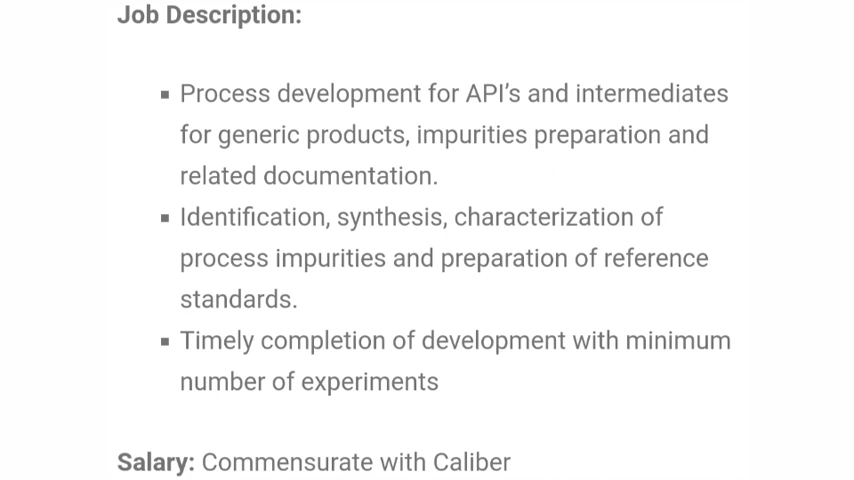 Job Description:
▪ Process development for API’s and intermediates
for generic products, impurities preparation and
related documentation.
▪ Identification, synthesis, characterization of
process impurities and preparation of reference
standards.
▪ Timely completion of development with minimum
number of experiments
Salary: Commensurate with Caliber